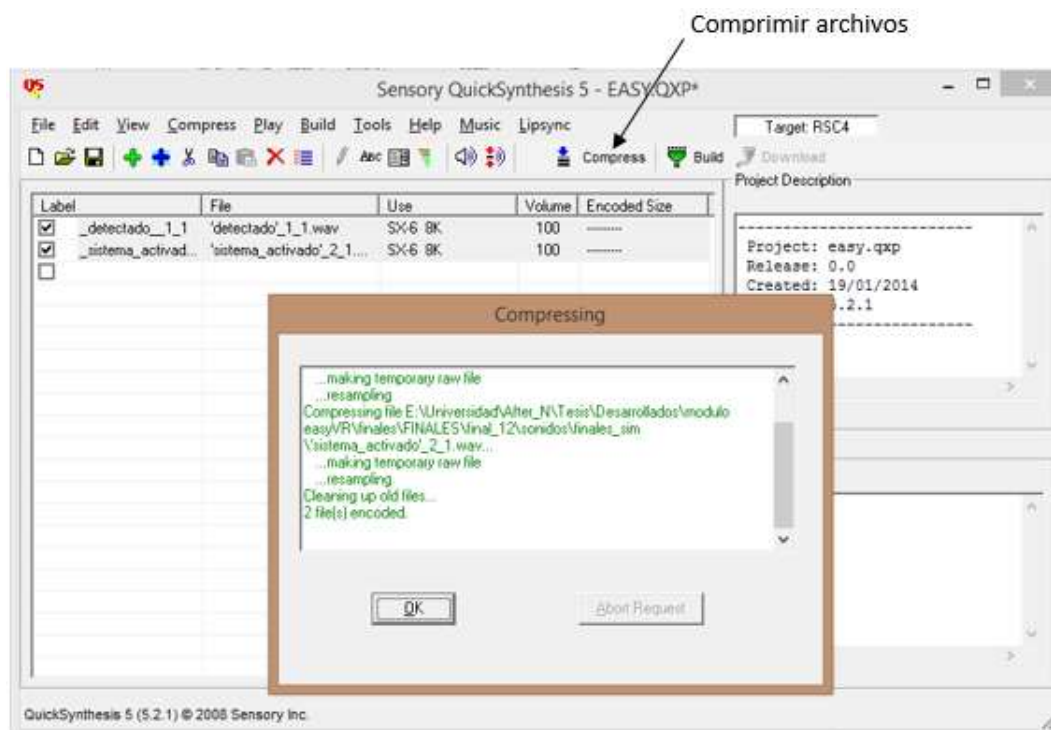 Comprimir archivos
QS
Sensory QuickSynthesis 5 - EASY.QXP*
File Edit View Compress Play Build Tools Help Music Lipsync
Target: RSC4
ABC Compress Build Download
Project Description
Label File Use Volume Encoded Size
_detectado__1_1 'detectado'_1_1.wav SX-6 8K 100 --------
_sistema_activad... 'sistema_activado'_2_1.... SX-6 8K 100 --------
------------------------
Project: easy.qxp
Release: 0.0
Created: 19/01/2014
.2.1
Compressing
...making temporary raw file
...resampling
Compressing file E:\Universidad\After_N\Tesis\Desarrollados\modulo
easyVR\finales\FINALES\final_12\sonidos\finales_sim
\'sistema_activado'_2_1.wav...
...making temporary raw file
...resampling
Cleaning up old files...
2 file(s) encoded.
OK Abort Request
QuickSynthesis 5 (5.2.1) © 2008 Sensory Inc.